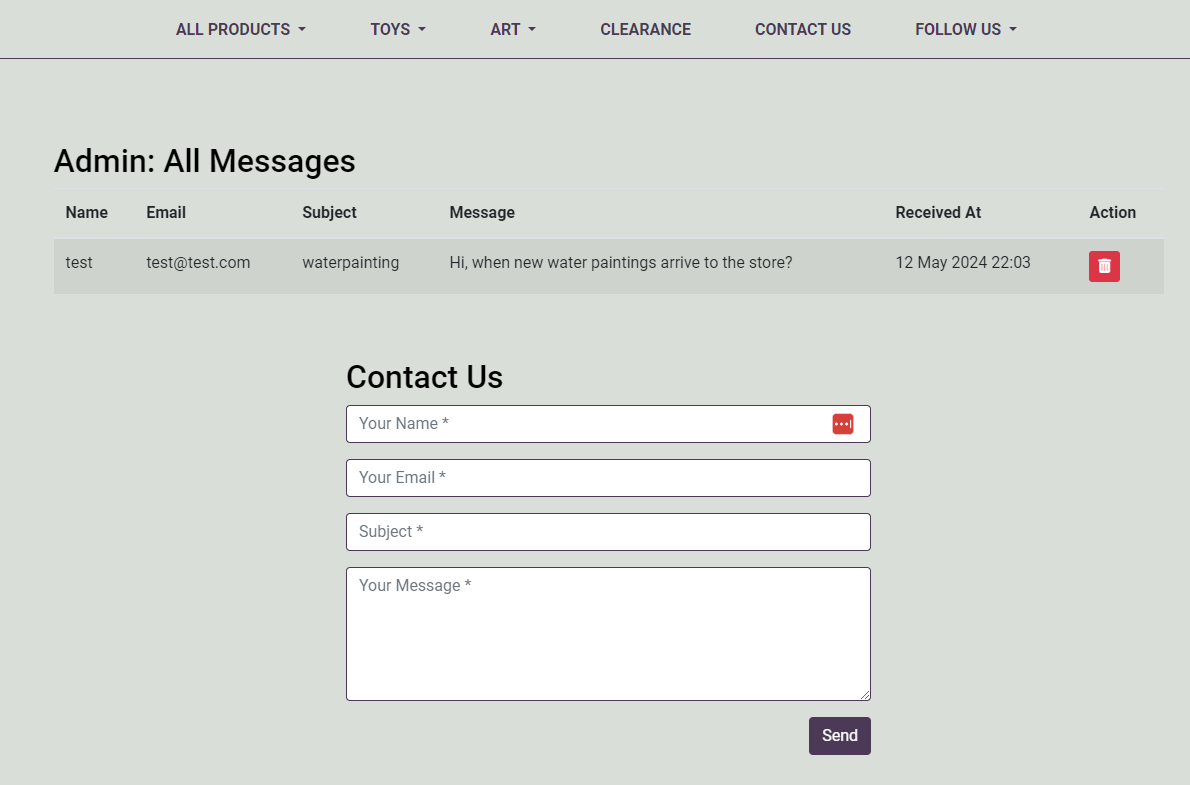 ALL PRODUCTS TOYS ART CLEARANCE CONTACT US FOLLOW US
Admin: All Messages
Name Email Subject Message Received At Action
test test@test.com waterpainting Hi, when new water paintings arrive to the store? 12 May 2024 22:03
Contact Us
Your Name *
Your Email *
Subject *
Your Message *
Send